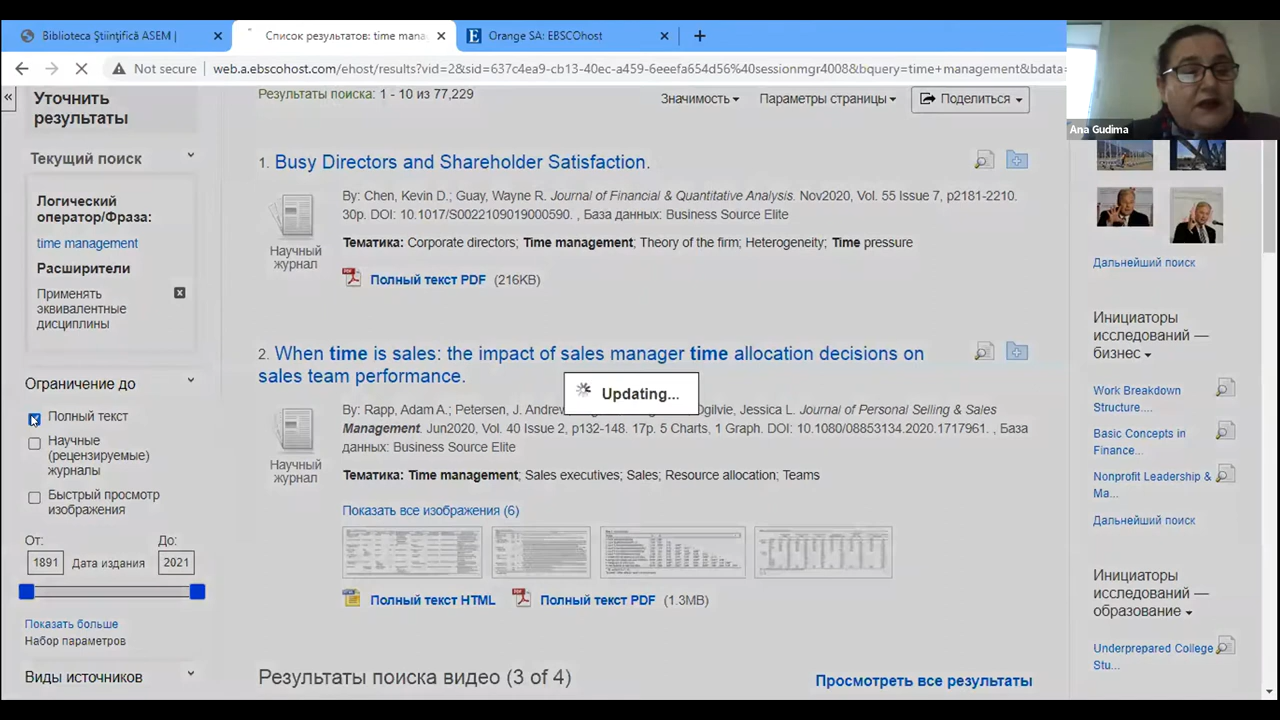 Biblioteca Ştiinţifică ASEM |
Список результатов: time mana
Orange SA: EBSCOhost
Not secure
web.a.ebscohost.com/ehost/results?vid=2&sid=637c4ea9-cb13-40ec-a459-6eeefa654d56%40sessionmgr4008&bquery=time+management&bdata=
Ana Gudima
Уточнить
результаты
Текущий поиск
Логический
оператор/Фраза:
time management
Расширители
Применять
эквивалентные
дисциплины
Ограничение до
Полный текст
Научные
(рецензируемые)
журналы
Быстрый просмотр
изображения
От:
До:
1891
Дата издания
2021
Показать больше
Набор параметров
Виды источников
Результаты поиска: 1 - 10 из 77,229
Значимость
Параметры страницы
Поделиться
1. Busy Directors and Shareholder Satisfaction.
Научный
журнал
By: Chen, Kevin D.; Guay, Wayne R. Journal of Financial & Quantitative Analysis. Nov2020, Vol. 55 Issue 7, p2181-2210.
30p. DOI: 10.1017/S0022109019000590. , База данных: Business Source Elite
Тематика: Corporate directors; Time management; Theory of the firm; Heterogeneity; Time pressure
Полный текст PDF (216KB)
2. When time is sales: the impact of sales manager time allocation decisions on
sales team performance.
Updating...
Научный
журнал
By: Rapp, Adam A.; Petersen, J. Andrew Ogilvie, Jessica L. Journal of Personal Selling & Sales
Management. Jun2020, Vol. 40 Issue 2, p132-148. 17p. 5 Charts, 1 Graph. DOI: 10.1080/08853134.2020.1717961. , База
данных: Business Source Elite
Тематика: Time management; Sales executives; Sales; Resource allocation; Teams
Показать все изображения (6)
Полный текст HTML
Полный текст PDF (1.3MB)
Результаты поиска видео (3 of 4)
Просмотреть все результаты
Дальнейший поиск
Инициаторы
исследований —
бизнес
Work Breakdown
Structure....
Basic Concepts in
Finance...
Nonprofit Leadership &
Ma...
Дальнейший поиск
Инициаторы
исследований —
образование
Underprepared College
Stu...